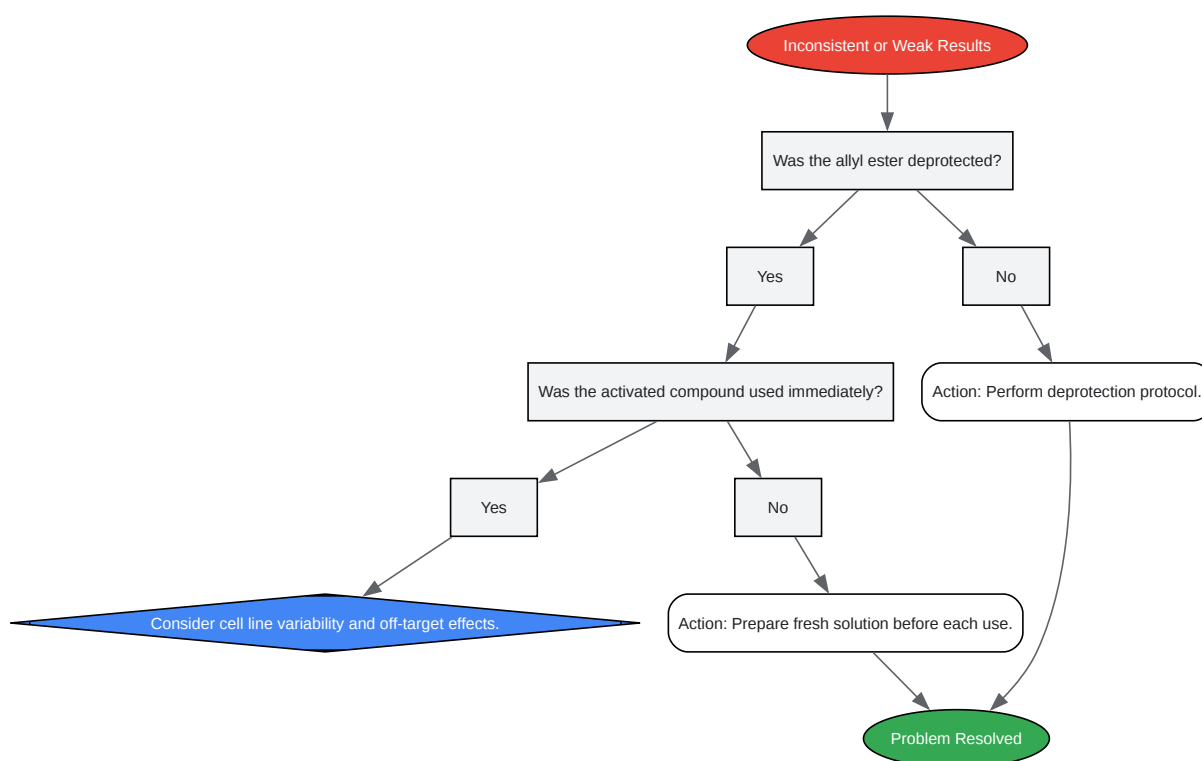 Inconsistent or Weak Results
Was the allyl ester deprotected?
Yes
No
Was the activated compound used immediately?
Action: Perform deprotection protocol.
Yes
No
Consider cell line variability and off-target effects.
Action: Prepare fresh solution before each use.
Problem Resolved